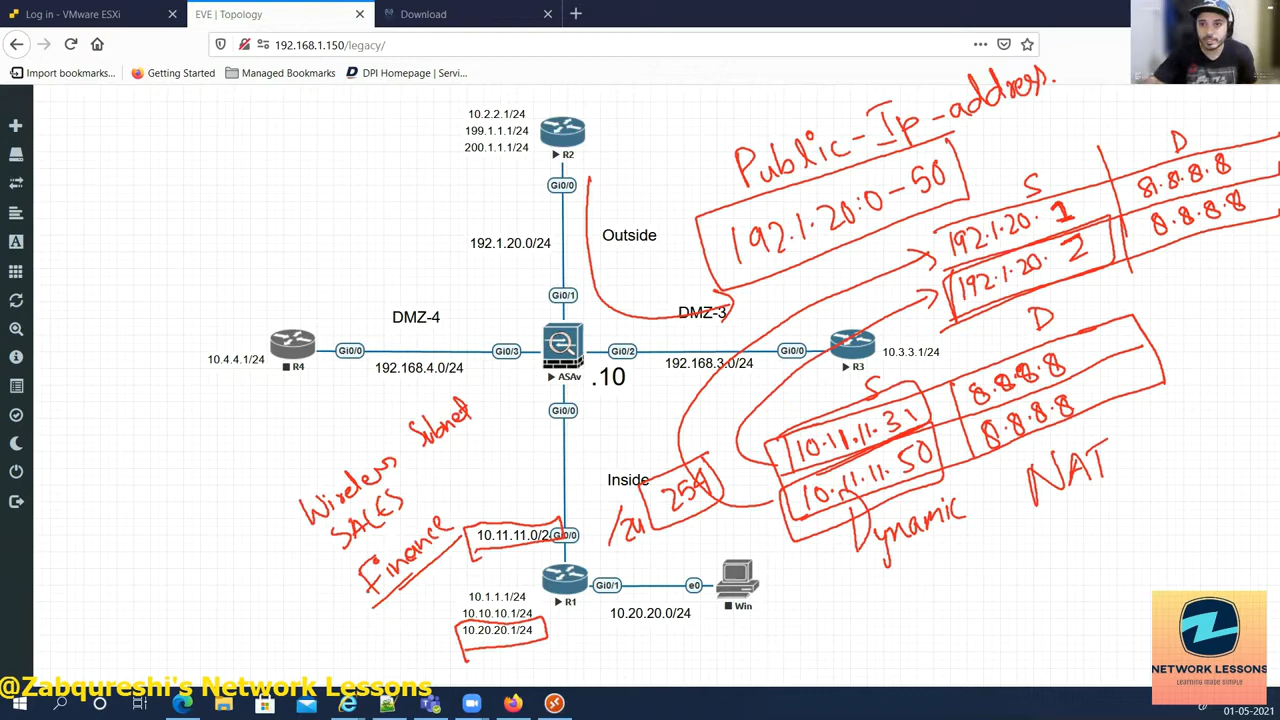 Log in - VMware ESXi
EVE | Topology
Download
192.168.1.150/legacy/
Import bookmarks...
Getting Started
Managed Bookmarks
DPI Homepage | Servi...
10.2.2.1/24
199.1.1.1/24
200.1.1.1/24
R2
Gi0/0
Public-Ip-address.
192.1.20.0-50
S
D
192.1.20. 1
8.8.8.8
192.1.20. 2
8.8.8.8
192.1.20.0/24
Outside
Gi0/1
DMZ-4
DMZ-3
R4
Gi0/0
Gi0/3
Gi0/2
Gi0/0
R3
10.4.4.1/24
192.168.4.0/24
192.168.3.0/24
10.3.3.1/24
ASAv
.10
Gi0/0
S
D
10.11.11.31
8.8.8.8
10.11.11.50
8.8.8.8
NAT
Dynamic
Inside
/24
254
Wireless Subnet
SALES
Finance
10.11.11.0/2
Gi0/0
R1
Gi0/1
e0
Win
10.1.1.1/24
10.10.10.1/24
10.20.20.1/24
10.20.20.0/24
NETWORK LESSONS
LEARNING MADE SIMPLE
@Zabqureshi's Network Lessons
01-05-2021